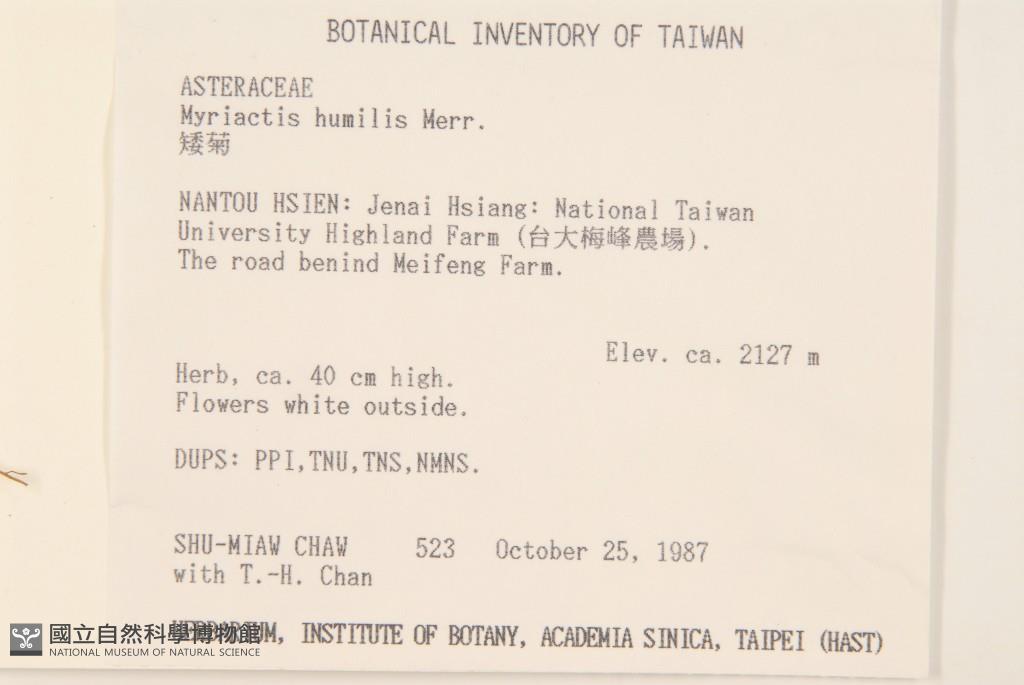 BOTANICAL INVENTORY OF TAIWAN
ASTERACEAE
Myriactis humilis Merr.
矮菊
NANTOU HSIEN: Jenai Hsiang: National Taiwan
University Highland Farm (台大梅峰農場).
The road benind Meifeng Farm.
Elev. ca. 2127 m
Herb, ca. 40 cm high.
Flowers white outside.
DUPS: PPI,TNU,TNS,NMNS.
SHU-MIAW CHAW 523 October 25, 1987
with T.-H. Chan
INSTITUTE OF BOTANY, ACADEMIA SINICA, TAIPEI (HAST)
國立自然科學博物館
NATIONAL MUSEUM OF NATURAL SCIENCE